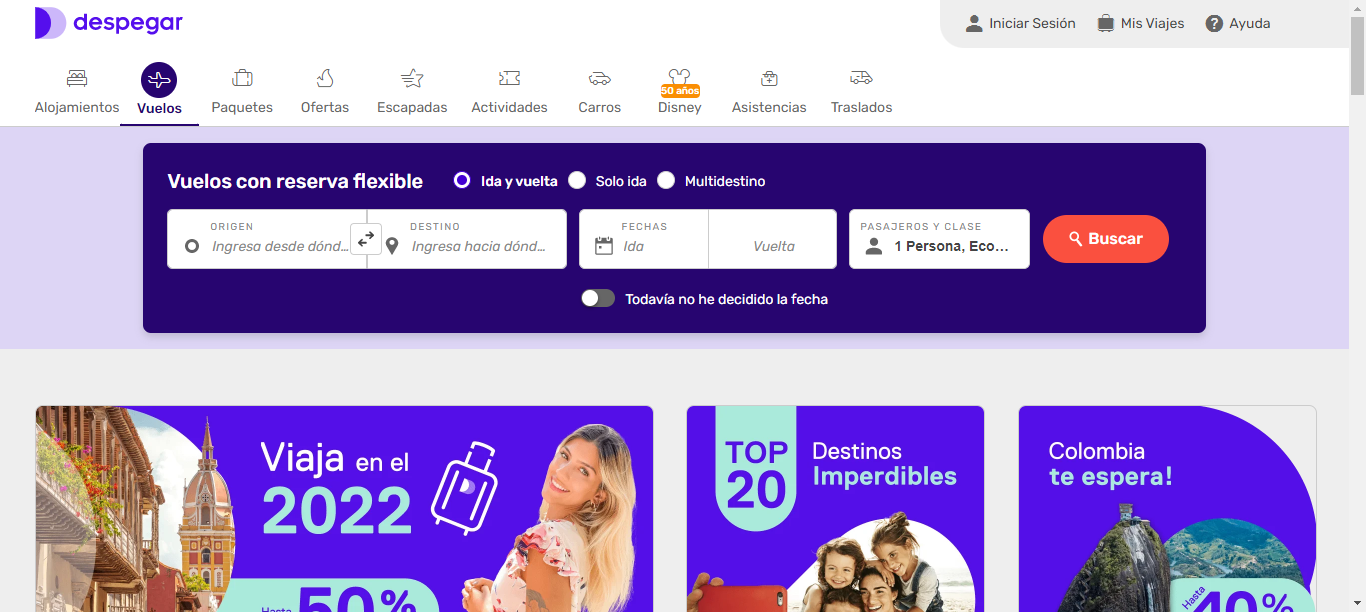 despegar
Iniciar Sesión
Mis Viajes
Ayuda
Alojamientos
Vuelos
Paquetes
Ofertas
Escapadas
Actividades
Carros
50 años
Disney
Asistencias
Traslados
Vuelos con reserva flexible
Ida y vuelta
Solo ida
Multidestino
ORIGEN
Ingresa desde dónd...
DESTINO
Ingresa hacia dónd...
FECHAS
Ida
Vuelta
PASAJEROS Y CLASE
1 Persona, Eco...
Buscar
Todavía no he decidido la fecha
Viaja en el
2022
Hasta 50%
TOP
20
Destinos
Imperdibles
Colombia
te espera!
Hasta 40%